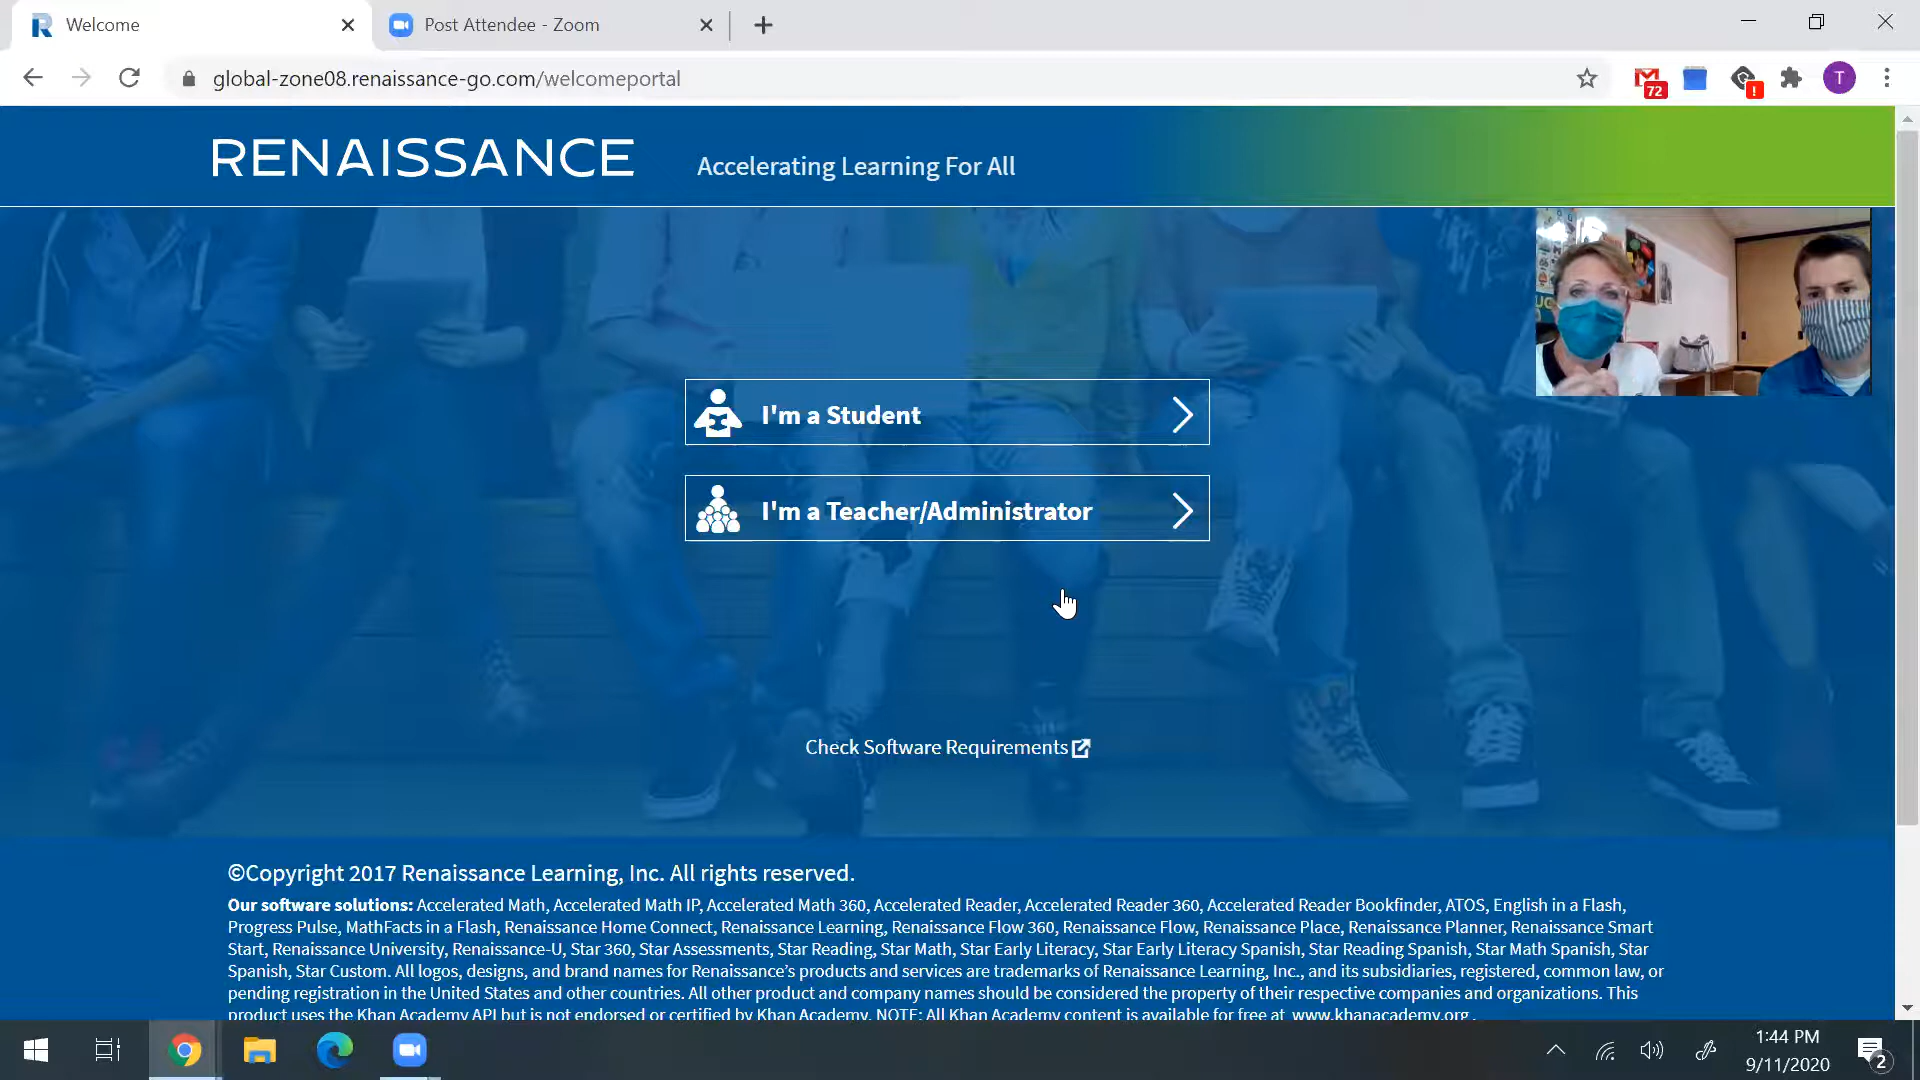 Welcome
Post Attendee - Zoom
global-zone08.renaissance-go.com/welcomeportal
72
!
T
RENAISSANCE
Accelerating Learning For All
I'm a Student
I'm a Teacher/Administrator
Check Software Requirements
©Copyright 2017 Renaissance Learning, Inc. All rights reserved.
Our software solutions: Accelerated Math, Accelerated Math IP, Accelerated Math 360, Accelerated Reader, Accelerated Reader 360, Accelerated Reader Bookfinder, ATOS, English in a Flash,
Progress Pulse, MathFacts in a Flash, Renaissance Home Connect, Renaissance Learning, Renaissance Flow 360, Renaissance Flow, Renaissance Place, Renaissance Planner, Renaissance Smart
Start, Renaissance University, Renaissance-U, Star 360, Star Assessments, Star Reading, Star Math, Star Early Literacy, Star Early Literacy Spanish, Star Reading Spanish, Star Math Spanish, Star
Spanish, Star Custom. All logos, designs, and brand names for Renaissance's products and services are trademarks of Renaissance Learning, Inc., and its subsidiaries, registered, common law, or
pending registration in the United States and other countries. All other product and company names should be considered the property of their respective companies and organizations. This
product uses the Khan Academy API but is not endorsed or certified by Khan Academy. NOTE: All Khan Academy content is available for free at www.khanacademy.org .
1:44 PM
9/11/2020
2